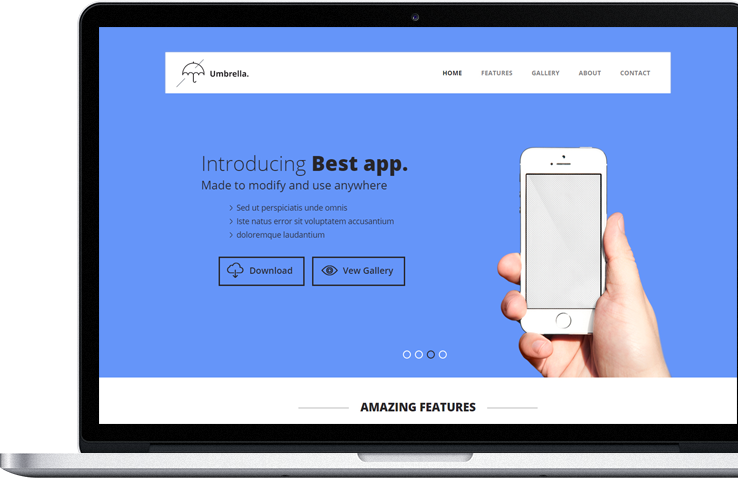 Umbrella.
HOME FEATURES GALLERY ABOUT CONTACT
Introducing Best app.
Made to modify and use anywhere
Sed ut perspiciatis unde omnis
Iste natus error sit voluptatem accusantium
doloremque laudantium
Download
Vew Gallery
AMAZING FEATURES